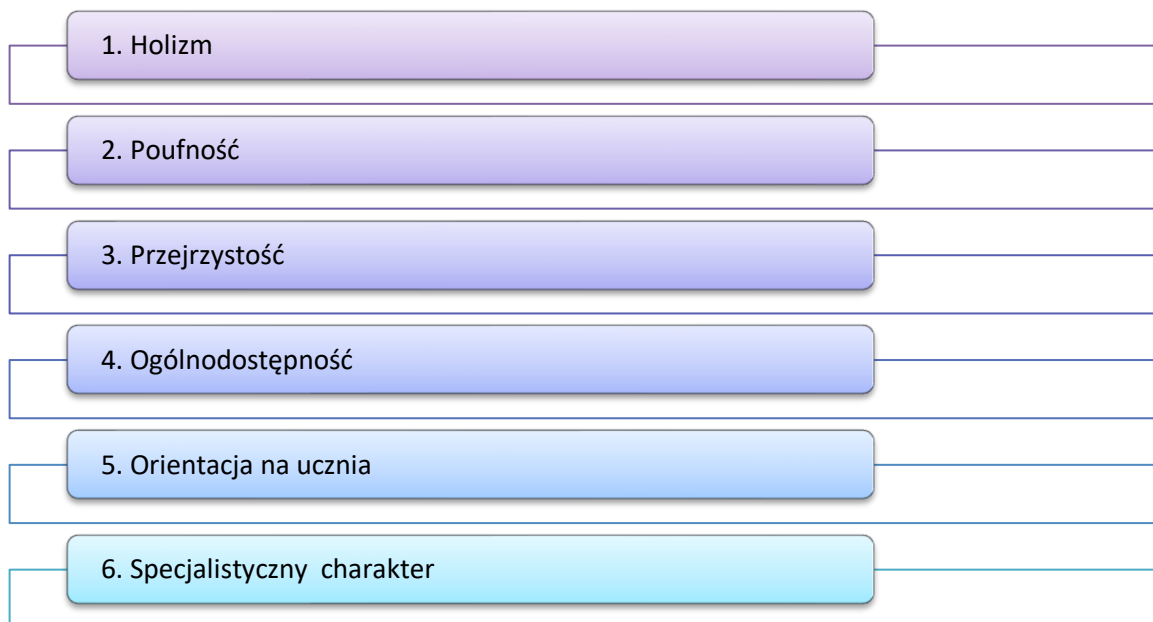 1. Holizm
2. Poufność
3. Przejrzystość
4. Ogólnodostępność
5. Orientacja na ucznia
6. Specjalistyczny  charakter